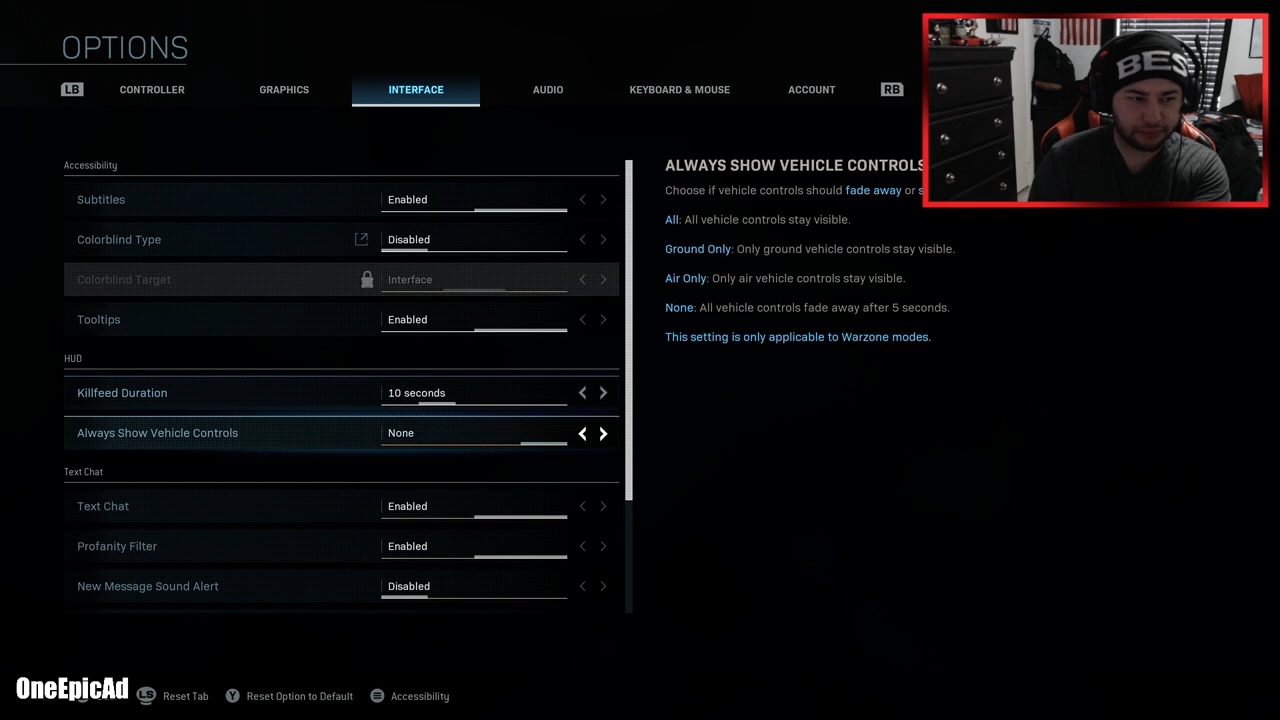 OPTIONS
LB CONTROLLER GRAPHICS INTERFACE AUDIO KEYBOARD & MOUSE ACCOUNT RB
Accessibility
Subtitles Enabled
Colorblind Type Disabled
Colorblind Target Interface
Tooltips Enabled
HUD
Killfeed Duration 10 seconds
Always Show Vehicle Controls None
Text Chat
Text Chat Enabled
Profanity Filter Enabled
New Message Sound Alert Disabled
ALWAYS SHOW VEHICLE CONTROLS
Choose if vehicle controls should fade away or
All: All vehicle controls stay visible.
Ground Only: Only ground vehicle controls stay visible.
Air Only: Only air vehicle controls stay visible.
None: All vehicle controls fade away after 5 seconds.
This setting is only applicable to Warzone modes.
BES
OneEpicAd
LS Reset Tab Y Reset Option to Default Accessibility